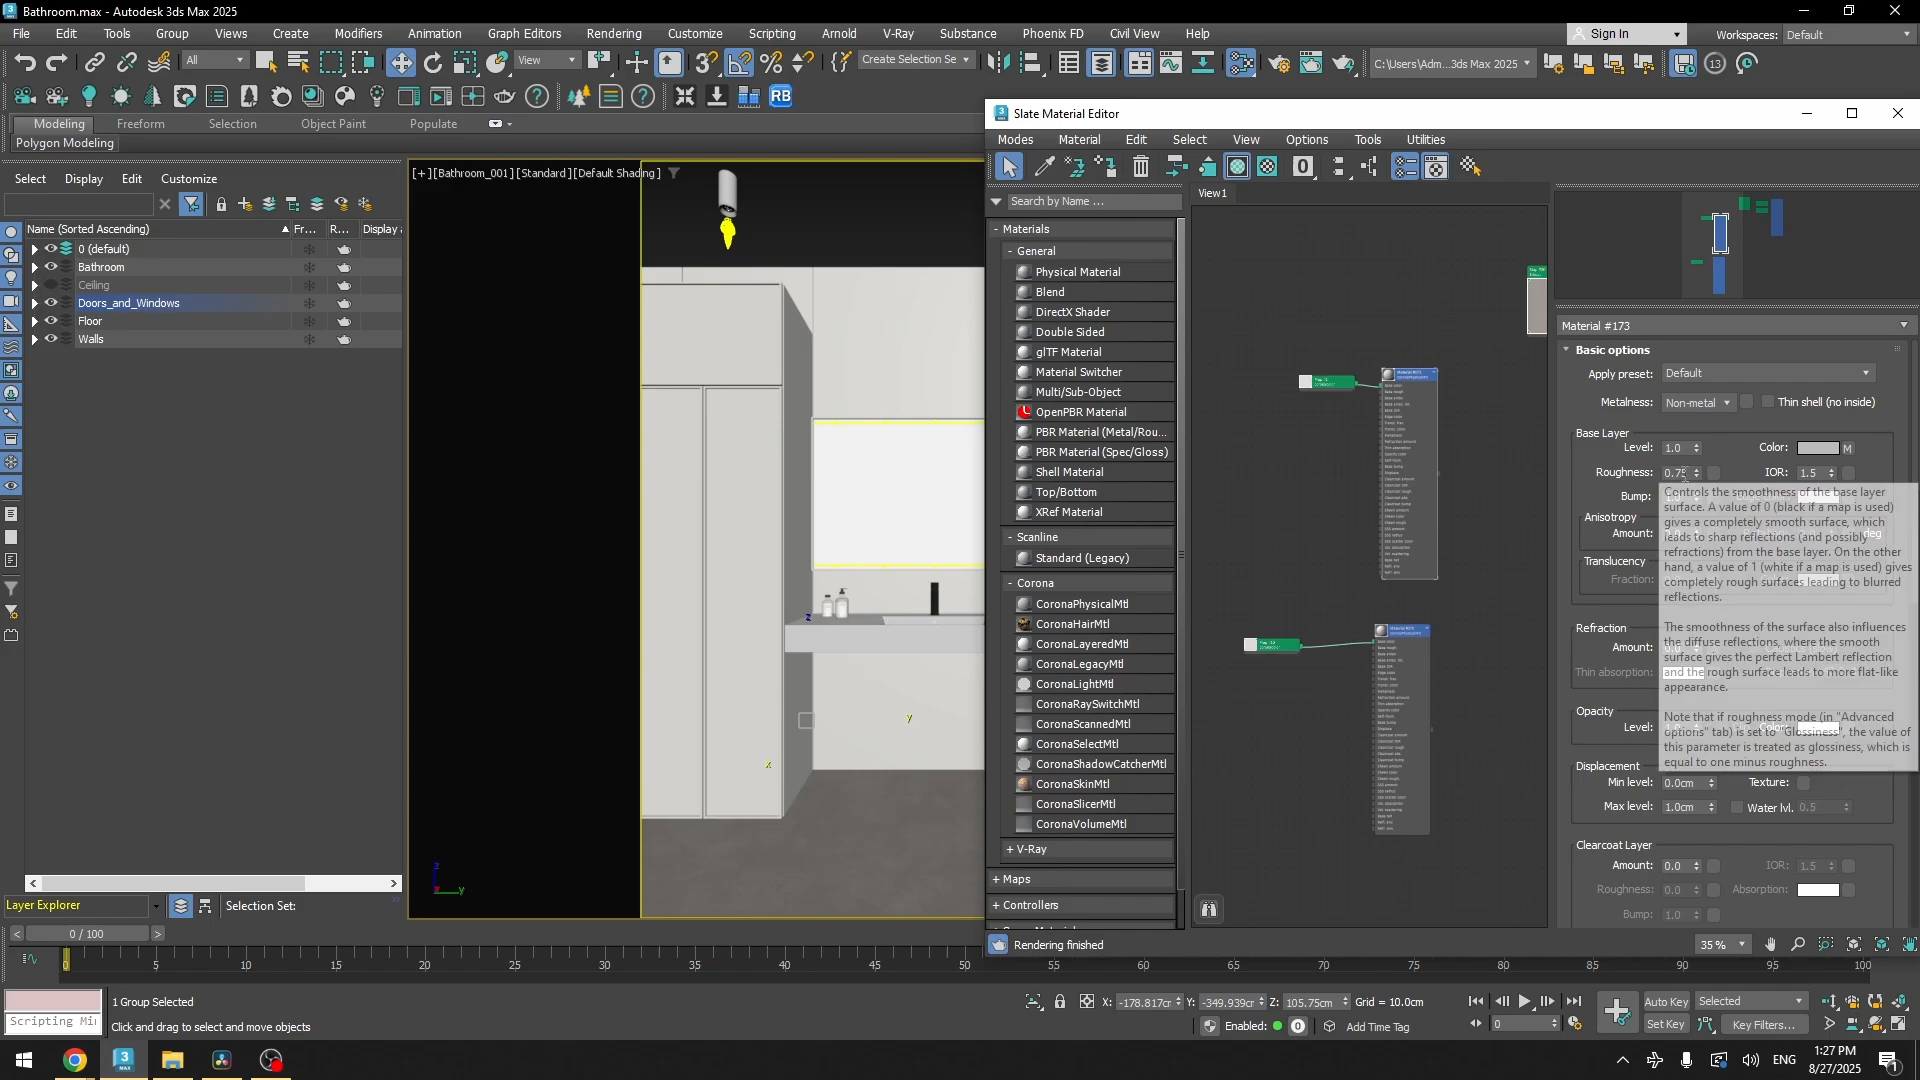 Bathroom.max - Autodesk 3ds Max 2025
File Edit Tools Group Views Create Modifiers Animation Graph Editors Rendering Customize Scripting Arnold V-Ray Substance Phoenix FD Civil View Help
Sign In
Workspaces: Default
All
View
Create Selection Se
C:\Users\Adm...3ds Max 2025
13
RB
Modeling Freeform Selection Object Paint Populate
Polygon Modeling
Select Display Edit Customize
Name (Sorted Ascending) Fr... R... Display
0 (default)
Bathroom
Ceiling
Doors_and_Windows
Floor
Walls
Layer Explorer
Selection Set:
[+][Bathroom_001][Standard][Default Shading]
z
y
x
z
y
Slate Material Editor
Modes Material Edit Select View Options Tools Utilities
0
Search by Name ...
View1
- Materials
- General
Physical Material
Blend
DirectX Shader
Double Sided
glTF Material
Material Switcher
Multi/Sub-Object
OpenPBR Material
PBR Material (Metal/Rou...
PBR Material (Spec/Gloss)
Shell Material
Top/Bottom
XRef Material
- Scanline
Standard (Legacy)
- Corona
CoronaPhysicalMtl
CoronaHairMtl
CoronaLayeredMtl
CoronaLegacyMtl
CoronaLightMtl
CoronaRaySwitchMtl
CoronaScannedMtl
CoronaSelectMtl
CoronaShadowCatcherMtl
CoronaSkinMtl
CoronaSlicerMtl
CoronaVolumeMtl
+ V-Ray
+ Maps
+ Controllers
Rendering finished
35 %
Material #173
Basic options
Apply preset: Default
Metalness: Non-metal Thin shell (no inside)
Base Layer
Level: 1.0 Color: M
Roughness: 0.75 IOR: 1.5
Bump: 1.0
Anisotropy
Amount: deg
Translucency
Fraction:
Controls the smoothness of the base layer
surface. A value of 0 (black if a map is used)
gives a completely smooth surface, which
leads to sharp reflections (and possibly
refractions) from the base layer. On the other
hand, a value of 1 (white if a map is used) gives
completely rough surfaces leading to blurred
reflections.
The smoothness of the surface also influences
the diffuse reflections, where the smooth
surface gives the perfect Lambert reflection
and the rough surface leads to more flat-like
appearance.
Note that if roughness mode (in "Advanced
options" tab) is set to "Glossiness", the value of
this parameter is treated as glossiness, which is
equal to one minus roughness.
Refraction
Amount:
Thin absorption:
Opacity
Level:
Displacement
Min level: 0.0cm Texture:
Max level: 1.0cm Water lvl. 0.5
Clearcoat Layer
Amount: 0.0 IOR: 1.5
Roughness: 0.0 Absorption:
Bump: 1.0
0 / 100
0 5 10 15 20 25 30 35 40 45 50 55 60 65 70 75 80 85 90 95 100
Scripting Mi
1 Group Selected
Click and drag to select and move objects
X: -178.817cr Y: -349.939cr Z: 105.75cm Grid = 10.0cm
Enabled: 0 Add Time Tag
0
Auto Key Selected
Set Key Key Filters...
ENG
1:27 PM
8/27/2025
1